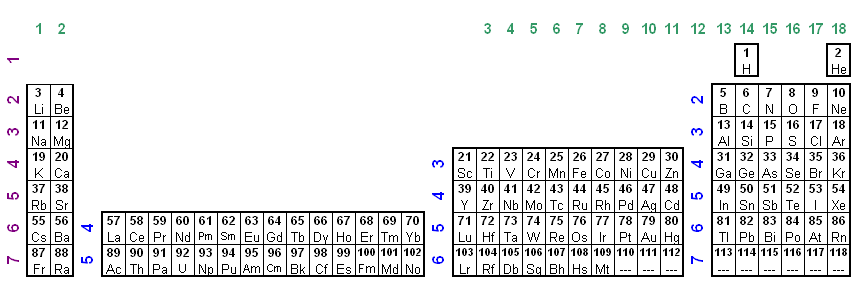 1 2 3 4 5 6 7 8 9 10 11 12 13 14 15 16 17 18
1 1 2
H He
2 3 4 2 5 6 7 8 9 10
Li Be B C N O F Ne
3 11 12 3 13 14 15 16 17 18
Na Mg Al Si P S Cl Ar
4 19 20 3 21 22 23 24 25 26 27 28 29 30 4 31 32 33 34 35 36
K Ca Sc Ti V Cr Mn Fe Co Ni Cu Zn Ga Ge As Se Br Kr
5 37 38 4 39 40 41 42 43 44 45 46 47 48 5 49 50 51 52 53 54
Rb Sr Y Zr Nb Mo Tc Ru Rh Pd Ag Cd In Sn Sb Te I Xe
6 55 56 4 57 58 59 60 61 62 63 64 65 66 67 68 69 70 5 71 72 73 74 75 76 77 78 79 80 6 81 82 83 84 85 86
Cs Ba La Ce Pr Nd Pm Sm Eu Gd Tb Dy Ho Er Tm Yb Lu Hf Ta W Re Os Ir Pt Au Hg Tl Pb Bi Po At Rn
7 87 88 5 89 90 91 92 93 94 95 96 97 98 99 100 101 102 6 103 104 105 106 107 108 109 110 111 112 7 113 114 115 116 117 118
Fr Ra Ac Th Pa U Np Pu Am Cm Bk Cf Es Fm Md No Lr Rf Db Sg Bh Hs Mt --- --- --- --- --- --- --- --- ---